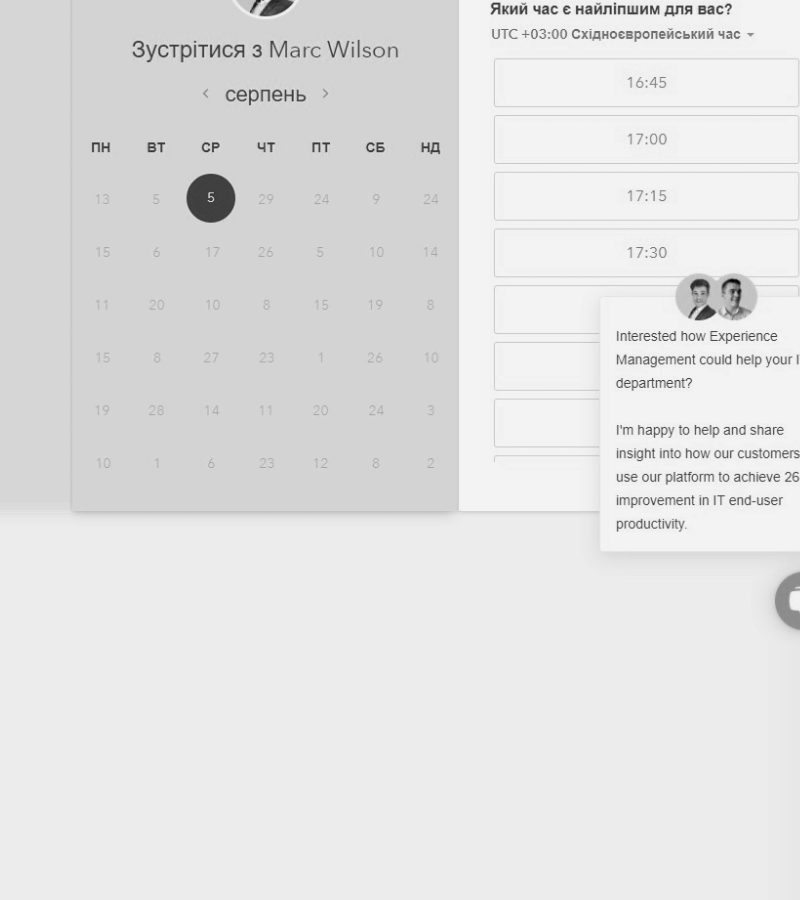 Зустрітися з Marc Wilson
серпень
ПН ВТ СР ЧТ ПТ СБ НД
13 5 5 29 24 9 24
15 6 17 26 5 10 14
11 20 10 8 15 19 8
15 8 27 23 1 26 10
19 28 14 11 20 24 3
10 1 6 23 12 8 2
Який час є найліпшим для вас?
UTC +03:00 Східноєвропейський час
16:45
17:00
17:15
17:30
Interested how Experience
Management could help your
department?
I'm happy to help and share
insight into how our customers
use our platform to achieve 26
improvement in IT end-user
productivity.